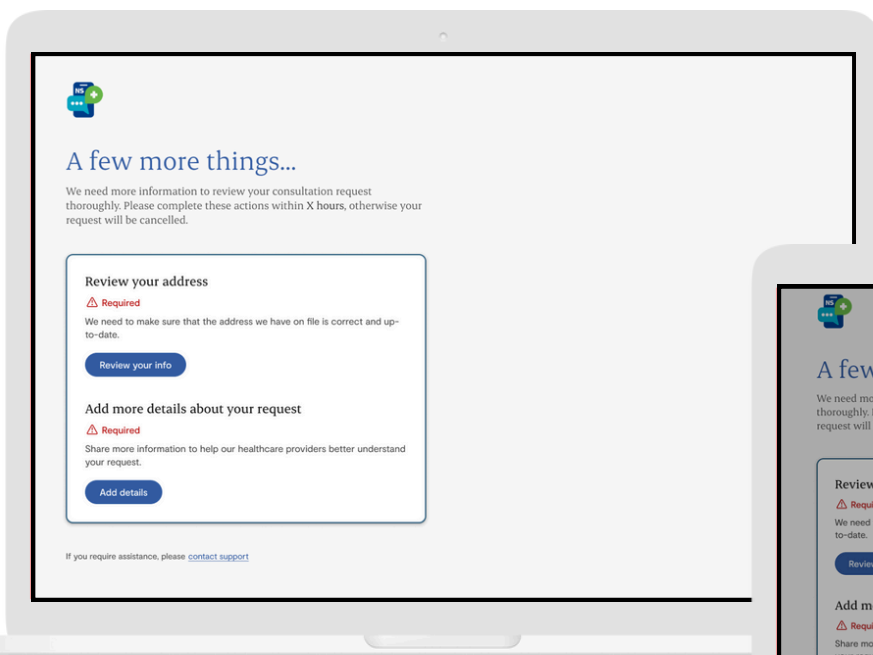 NS
A few more things...
We need more information to review your consultation request
thoroughly. Please complete these actions within X hours, otherwise your
request will be cancelled.
Review your address
Required
We need to make sure that the address we have on file is correct and up-
to-date.
Review your info
Add more details about your request
Required
Share more information to help our healthcare providers better understand
your request.
Add details
If you require assistance, please contact support
NS
A few
We need mo
thoroughly.
request will
Review
Requi
We need
to-date.
Revie
Add m
Requi
Share mo